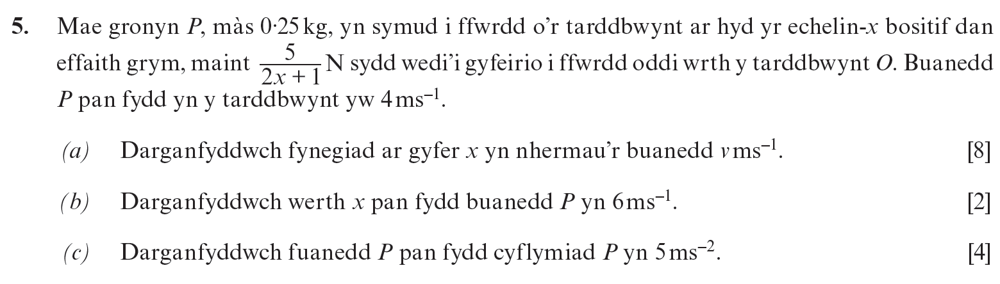 5. Mae gronyn P, màs 0·25 kg, yn symud i ffwrdd o’r tarddbwynt ar hyd yr echelin-x bositif dan
effaith grym, maint 5/(2x + 1) N sydd wedi’i gyfeirio i ffwrdd oddi wrth y tarddbwynt O. Buanedd
P pan fydd yn y tarddbwynt yw 4 ms⁻¹.
(a) Darganfyddwch fynegiad ar gyfer x yn nhermau’r buanedd v ms⁻¹. [8]
(b) Darganfyddwch werth x pan fydd buanedd P yn 6 ms⁻¹. [2]
(c) Darganfyddwch fuanedd P pan fydd cyflymiad P yn 5 ms⁻². [4]